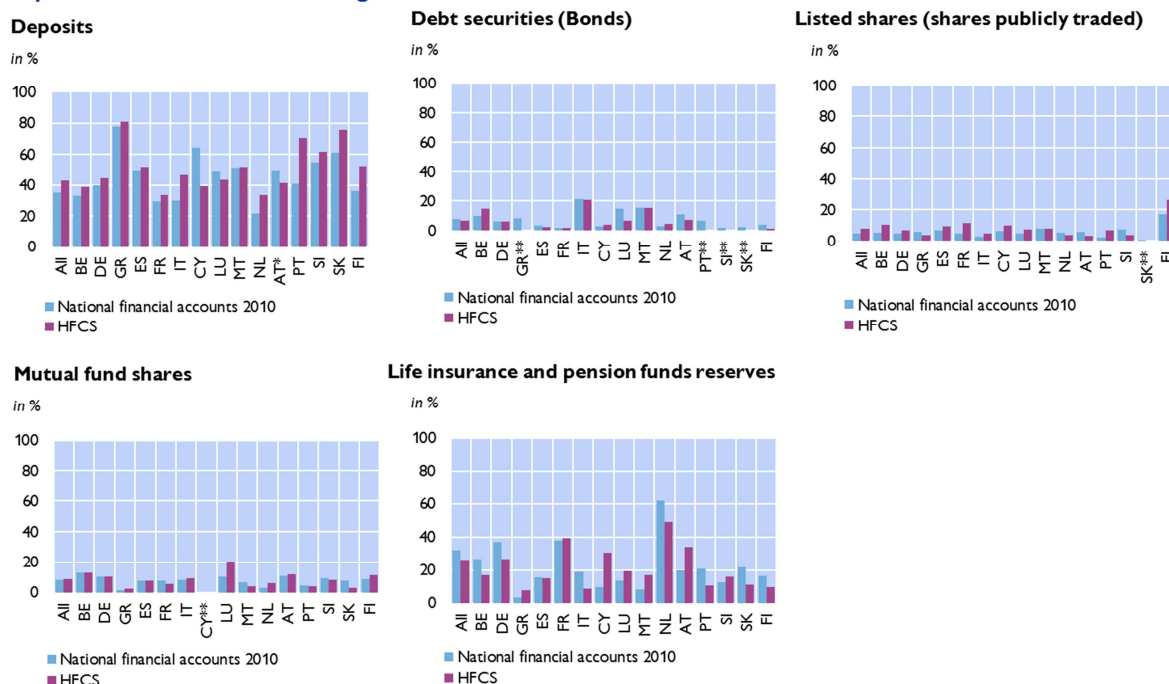 Deposits
in %
100
80
60
40
20
0
All BE DE GR ES FR IT CY LU MT NL AT* PT SI SK FI
National financial accounts 2010
HFCS
Debt securities (Bonds)
in %
100
80
60
40
20
0
All BE DE GR** ES FR IT CY LU MT NL AT PT** SI** SK** FI
National financial accounts 2010
HFCS
Listed shares (shares publicly traded)
in %
100
80
60
40
20
0
All BE DE GR ES FR IT CY LU MT NL AT PT SI SK** FI
National financial accounts 2010
HFCS
Mutual fund shares
in %
100
80
60
40
20
0
All BE DE GR ES FR IT CY** LU MT NL AT PT SI SK FI
National financial accounts 2010
HFCS
Life insurance and pension funds reserves
in %
100
80
60
40
20
0
All BE DE GR ES FR IT CY LU MT NL AT PT SI SK FI
National financial accounts 2010
HFCS